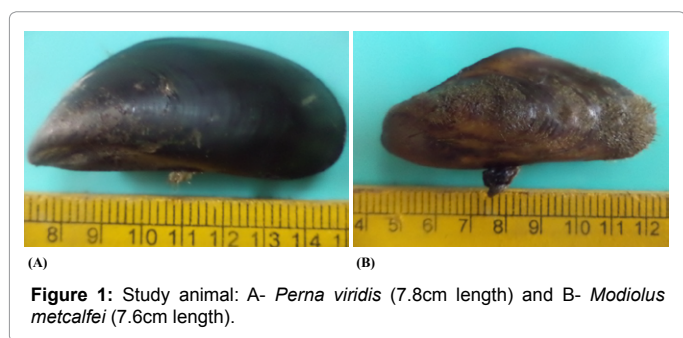 8 9 10 11 12 13 14
4 5 6 7 8 9 10 11 12
(A) (B)
Figure 1: Study animal: A- Perna viridis (7.8cm length) and B- Modiolus
metcalfei (7.6cm length).